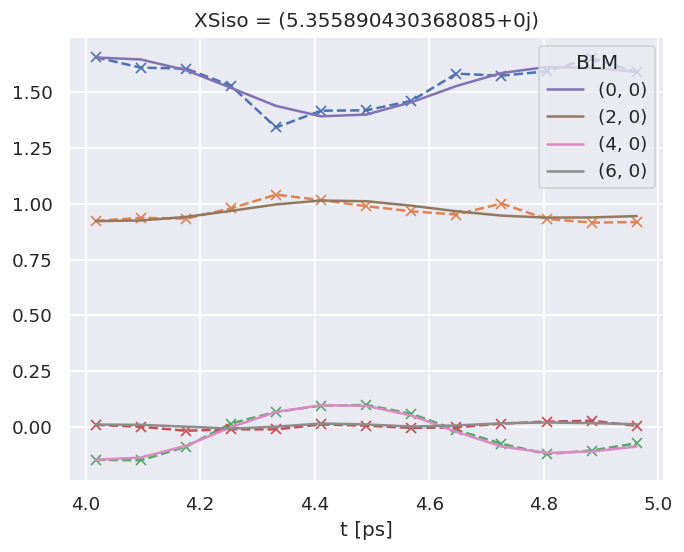 XSiso = (5.355890430368085+0j)
BLM
(0, 0)
(2, 0)
(4, 0)
(6, 0)
1.50
1.25
1.00
0.75
0.50
0.25
0.00
4.0 4.2 4.4 4.6 4.8 5.0
t [ps]